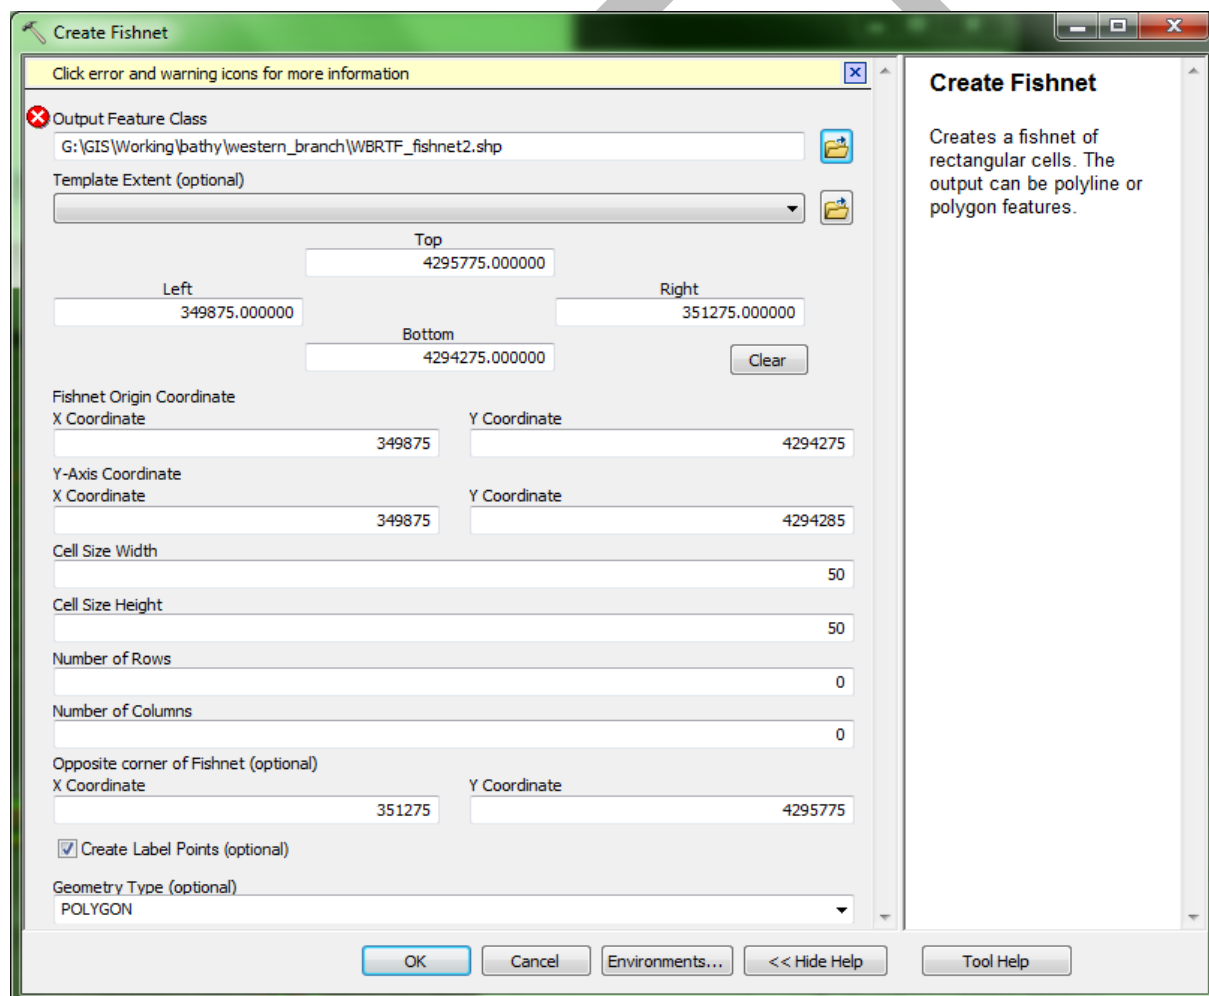 Create Fishnet
Click error and warning icons for more information
Output Feature Class
G:\GIS\Working\bathy\western_branch\WBRTF_fishnet2.shp
Template Extent (optional)
Top
4295775.000000
Left Right
349875.000000 351275.000000
Bottom
4294275.000000
Clear
Fishnet Origin Coordinate
X Coordinate Y Coordinate
349875 4294275
Y-Axis Coordinate
X Coordinate Y Coordinate
349875 4294285
Cell Size Width
50
Cell Size Height
50
Number of Rows
0
Number of Columns
0
Opposite corner of Fishnet (optional)
X Coordinate Y Coordinate
351275 4295775
Create Label Points (optional)
Geometry Type (optional)
POLYGON
OK Cancel Environments... << Hide Help Tool Help
Create Fishnet
Creates a fishnet of
rectangular cells. The
output can be polyline or
polygon features.